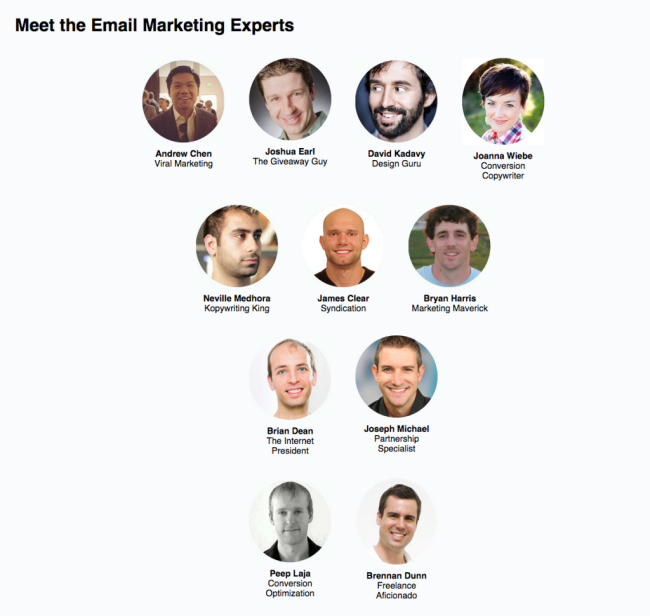 Meet the Email Marketing Experts
Andrew Chen
Viral Marketing
Joshua Earl
The Giveaway Guy
David Kadavy
Design Guru
Joanna Wiebe
Conversion
Copywriter
Neville Medhora
Kopywriting King
James Clear
Syndication
Bryan Harris
Marketing Maverick
Brian Dean
The Internet
President
Joseph Michael
Partnership
Specialist
Peep Laja
Conversion
Optimization
Brennan Dunn
Freelance
Aficionado